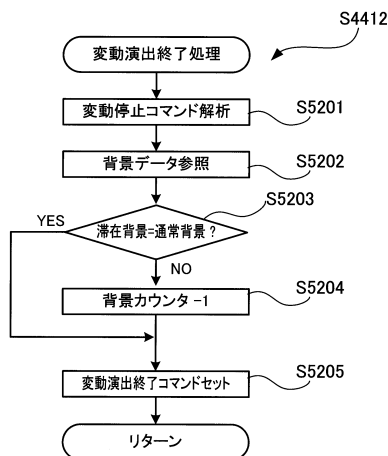 S4412
変動演出終了処理
変動停止コマンド解析
S5201
背景データ参照
S5202
S5203
滞在背景=通常背景?
YES
NO
背景カウンタ -1
S5204
変動演出終了コマンドセット
S5205
リターン